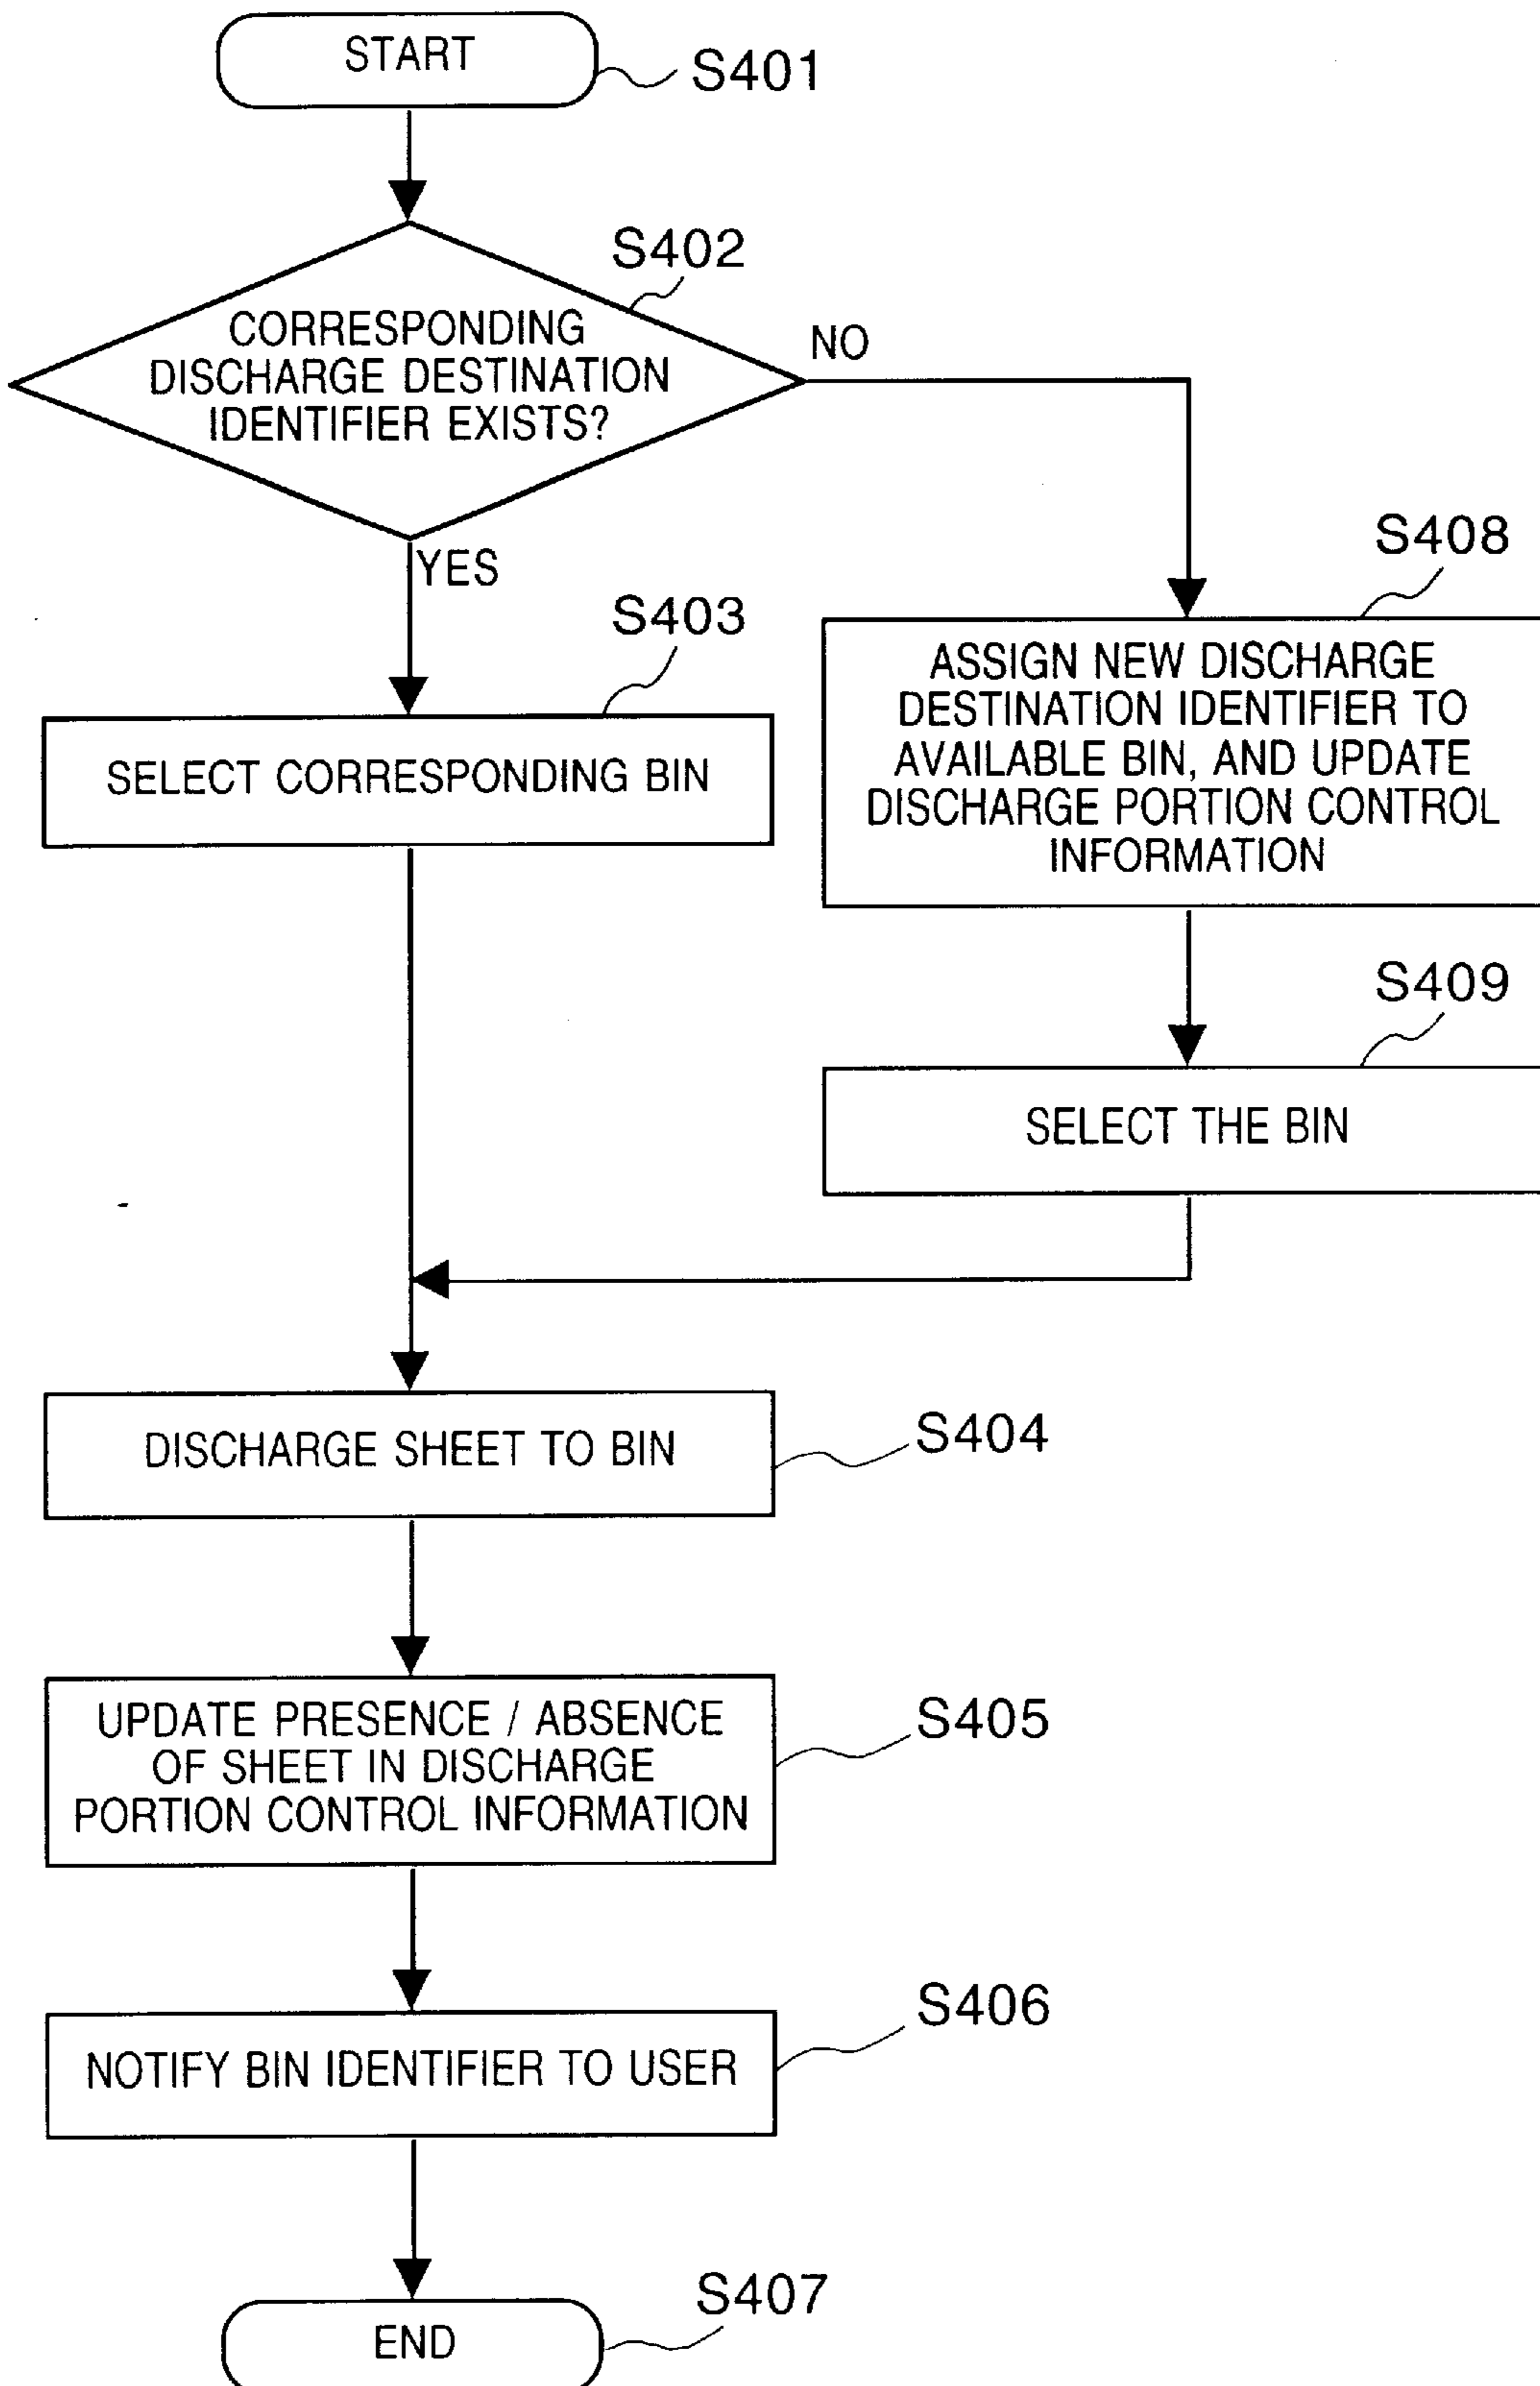 START
S401
S402
CORRESPONDING
DISCHARGE DESTINATION
IDENTIFIER EXISTS?
NO
YES
S403
SELECT CORRESPONDING BIN
S408
ASSIGN NEW DISCHARGE
DESTINATION IDENTIFIER TO
AVAILABLE BIN, AND UPDATE
DISCHARGE PORTION CONTROL
INFORMATION
S409
SELECT THE BIN
DISCHARGE SHEET TO BIN
S404
UPDATE PRESENCE / ABSENCE
OF SHEET IN DISCHARGE
PORTION CONTROL INFORMATION
S405
NOTIFY BIN IDENTIFIER TO USER
S406
END
S407